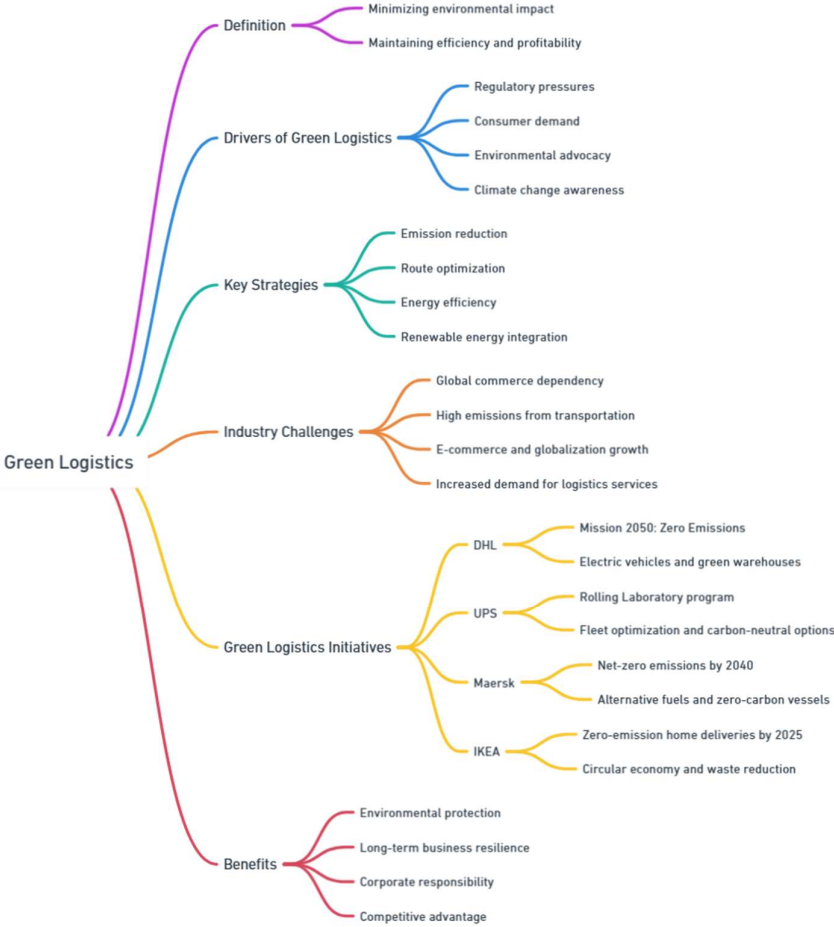 Green Logistics
Definition
Minimizing environmental impact
Maintaining efficiency and profitability
Drivers of Green Logistics
Regulatory pressures
Consumer demand
Environmental advocacy
Climate change awareness
Key Strategies
Emission reduction
Route optimization
Energy efficiency
Renewable energy integration
Industry Challenges
Global commerce dependency
High emissions from transportation
E-commerce and globalization growth
Increased demand for logistics services
Green Logistics Initiatives
DHL
Mission 2050: Zero Emissions
Electric vehicles and green warehouses
UPS
Rolling Laboratory program
Fleet optimization and carbon-neutral options
Maersk
Net-zero emissions by 2040
Alternative fuels and zero-carbon vessels
IKEA
Zero-emission home deliveries by 2025
Circular economy and waste reduction
Benefits
Environmental protection
Long-term business resilience
Corporate responsibility
Competitive advantage